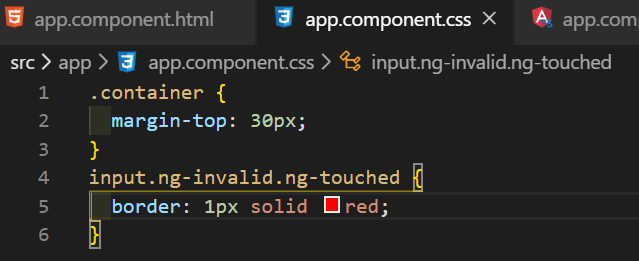 app.component.html app.component.css app.comp
src > app > app.component.css > input.ng-invalid.ng-touched
1 .container {
2 margin-top: 30px;
3 }
4 input.ng-invalid.ng-touched {
5 border: 1px solid red;
6 }